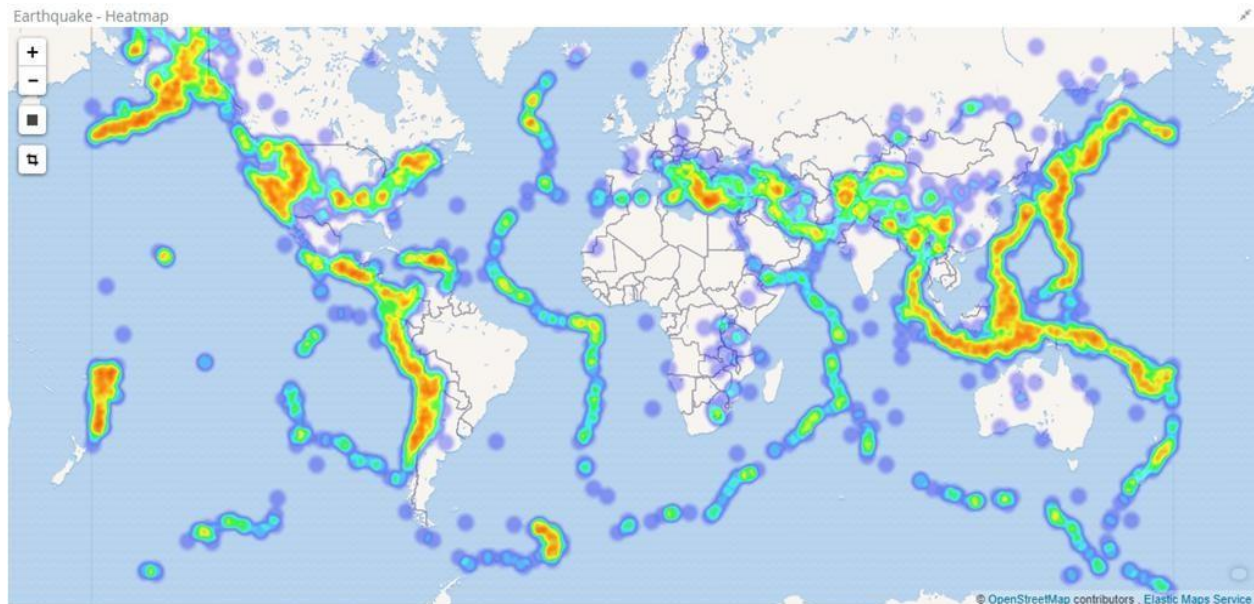 Earthquake - Heatmap
+
−
© OpenStreetMap contributors , Elastic Maps Service